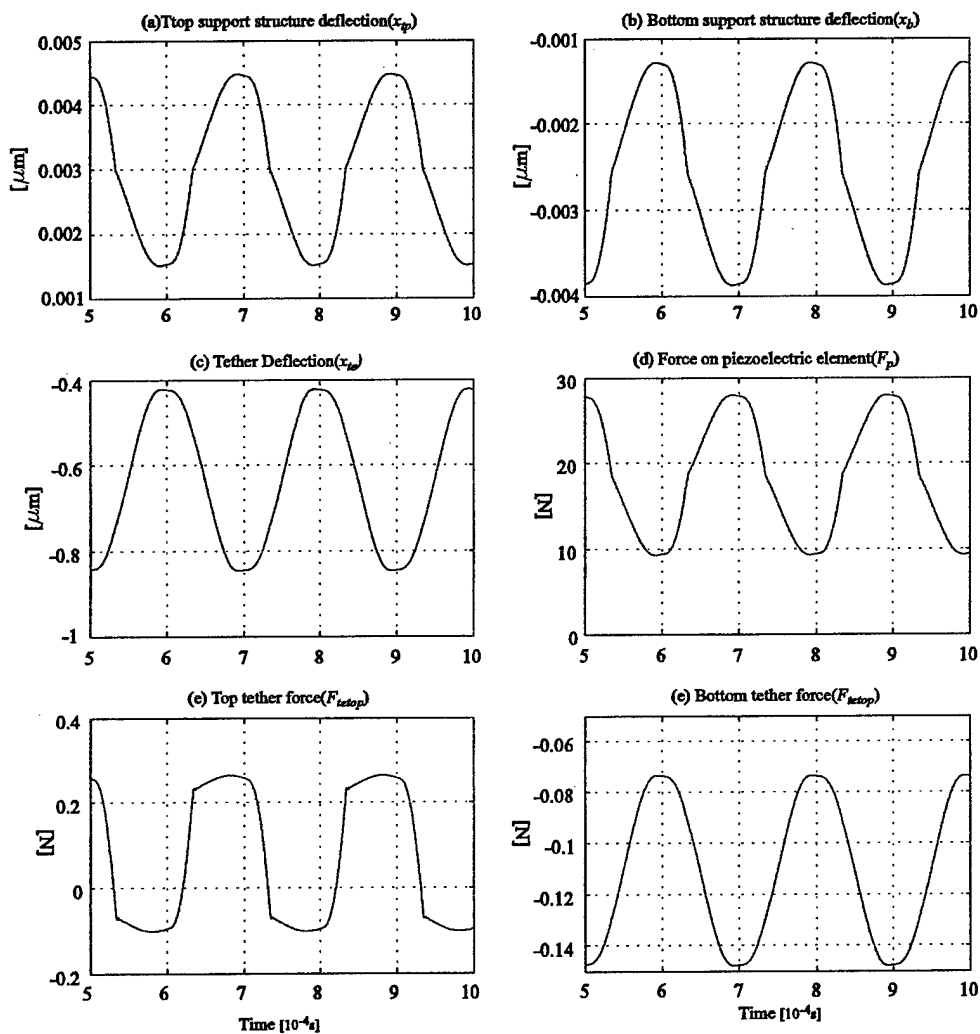 (a)Ttop support structure deflection(x_tp)
[μm]
0.005
0.004
0.003
0.002
0.001
5 6 7 8 9 10
(b) Bottom support structure deflection(x_b)
[μm]
-0.001
-0.002
-0.003
-0.004
5 6 7 8 9 10
(c) Tether Deflection(x_te)
[μm]
-0.4
-0.6
-0.8
-1
5 6 7 8 9 10
(d) Force on piezoelectric element(F_p)
[N]
30
20
10
0
5 6 7 8 9 10
(e) Top tether force(F_tetop)
[N]
0.4
0.2
0
-0.2
5 6 7 8 9 10
Time [10⁻⁴s]
(e) Bottom tether force(F_tetop)
[N]
-0.06
-0.08
-0.1
-0.12
-0.14
5 6 7 8 9 10
Time [10⁻⁴s]